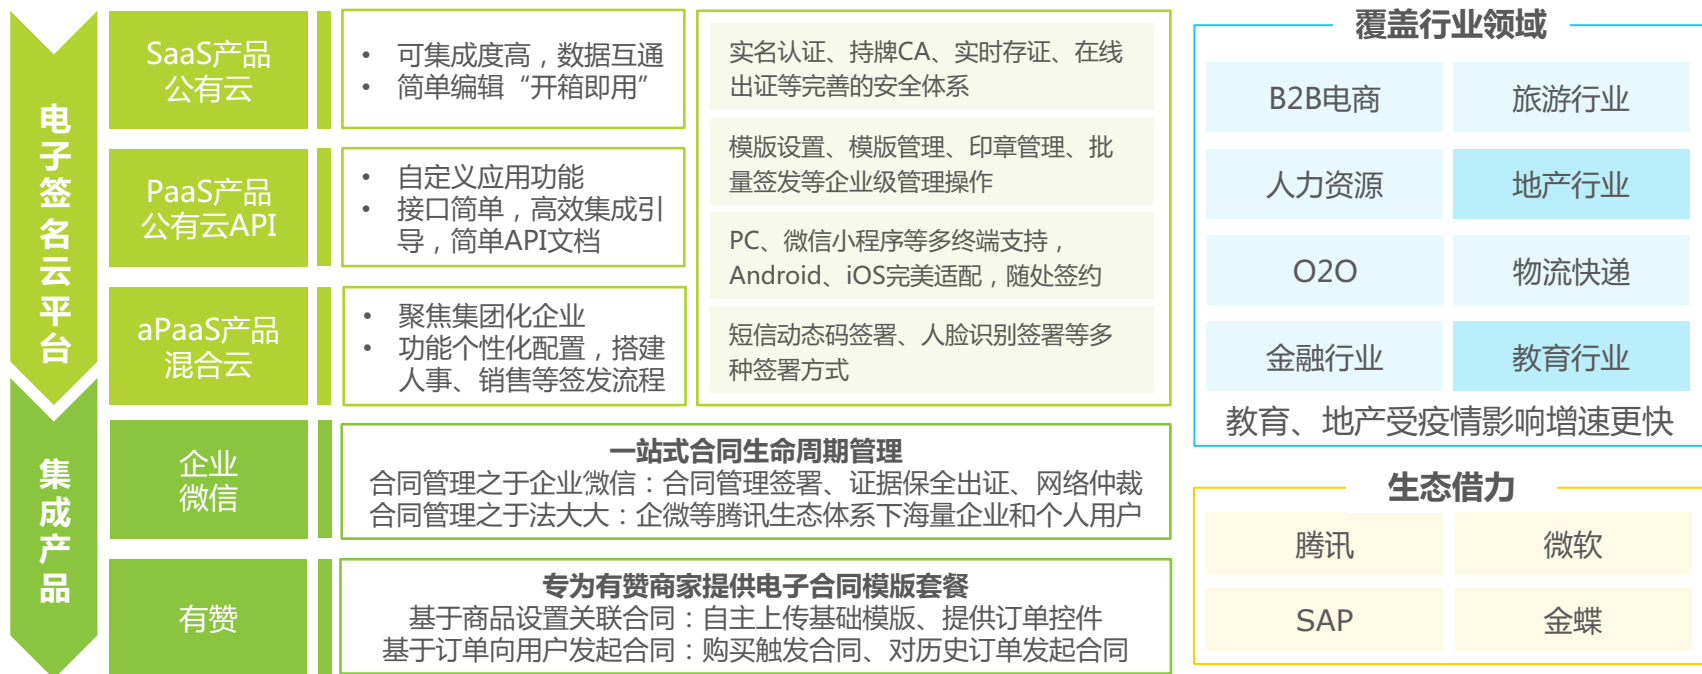 电子签名云平台
SaaS产品
公有云
• 可集成度高，数据互通
• 简单编辑“开箱即用”
PaaS产品
公有云API
• 自定义应用功能
• 接口简单，高效集成引
导，简单API文档
aPaaS产品
混合云
• 聚焦集团化企业
• 功能个性化配置，搭建
人事、销售等签发流程
实名认证、持牌CA、实时存证、在线
出证等完善的安全体系
模版设置、模版管理、印章管理、批
量签发等企业级管理操作
PC、微信小程序等多终端支持，
Android、iOS完美适配，随处签约
短信动态码签署、人脸识别签署等多
种签署方式
集成产品
企业
微信
一站式合同生命周期管理
合同管理之于企业微信：合同管理签署、证据保全出证、网络仲裁
合同管理之于法大大：企微等腾讯生态体系下海量企业和个人用户
有赞
专为有赞商家提供电子合同模版套餐
基于商品设置关联合同：自主上传基础模版、提供订单控件
基于订单向用户发起合同：购买触发合同、对历史订单发起合同
覆盖行业领域
B2B电商
旅游行业
人力资源
地产行业
O2O
物流快递
金融行业
教育行业
教育、地产受疫情影响增速更快
生态借力
腾讯
微软
SAP
金蝶